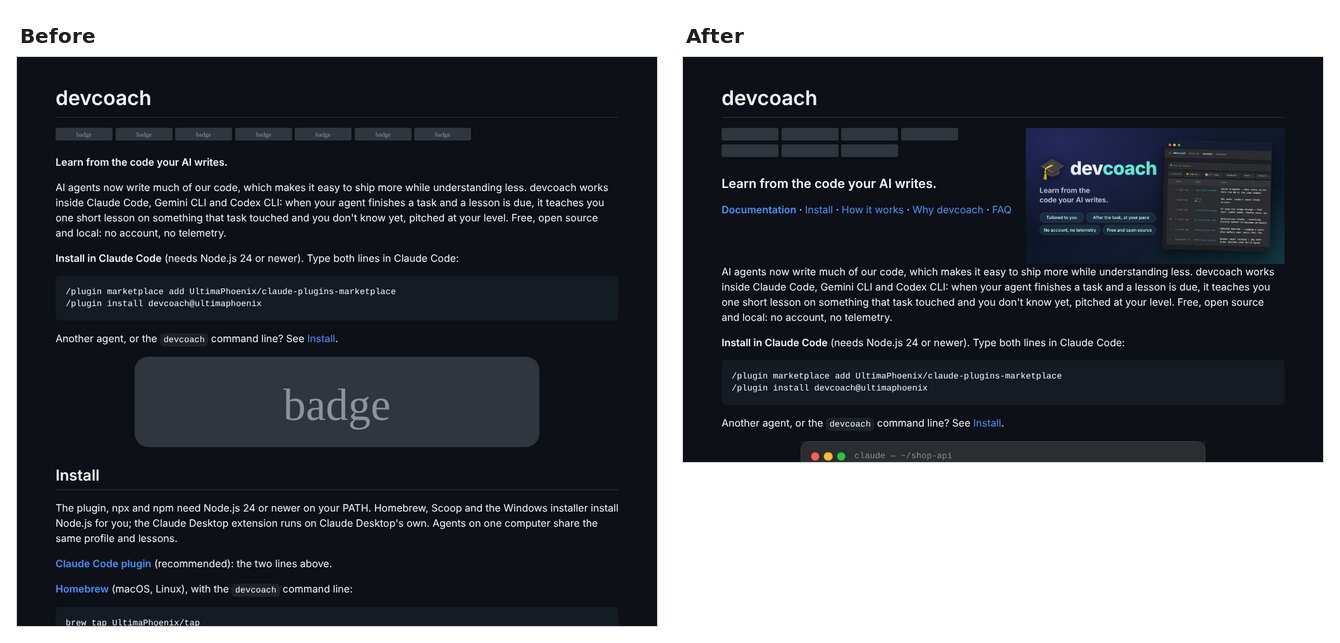 Before
devcoach
badge badge badge badge badge badge badge
Learn from the code your AI writes.
AI agents now write much of our code, which makes it easy to ship more while understanding less. devcoach works
inside Claude Code, Gemini CLI and Codex CLI: when your agent finishes a task and a lesson is due, it teaches you
one short lesson on something that task touched and you don't know yet, pitched at your level. Free, open source
and local: no account, no telemetry.
Install in Claude Code (needs Node.js 24 or newer). Type both lines in Claude Code:
/plugin marketplace add UltimaPhoenix/claude-plugins-marketplace
/plugin install devcoach@ultimaphoenix
Another agent, or the devcoach command line? See Install.
badge
Install
The plugin, npx and npm need Node.js 24 or newer on your PATH. Homebrew, Scoop and the Windows installer install
Node.js for you; the Claude Desktop extension runs on Claude Desktop's own. Agents on one computer share the
same profile and lessons.
Claude Code plugin (recommended): the two lines above.
Homebrew (macOS, Linux), with the devcoach command line:
brew tap UltimaPhoenix/tap
After
devcoach
Learn from the code your AI writes.
Documentation · Install · How it works · Why devcoach · FAQ
devcoach
Learn from the
code your AI writes.
Tailored to you After the task, at your pace
No account, no telemetry Free and open source
AI agents now write much of our code, which makes it easy to ship more while understanding less. devcoach works
inside Claude Code, Gemini CLI and Codex CLI: when your agent finishes a task and a lesson is due, it teaches you
one short lesson on something that task touched and you don't know yet, pitched at your level. Free, open source
and local: no account, no telemetry.
Install in Claude Code (needs Node.js 24 or newer). Type both lines in Claude Code:
/plugin marketplace add UltimaPhoenix/claude-plugins-marketplace
/plugin install devcoach@ultimaphoenix
Another agent, or the devcoach command line? See Install.
claude — ~/shop-api